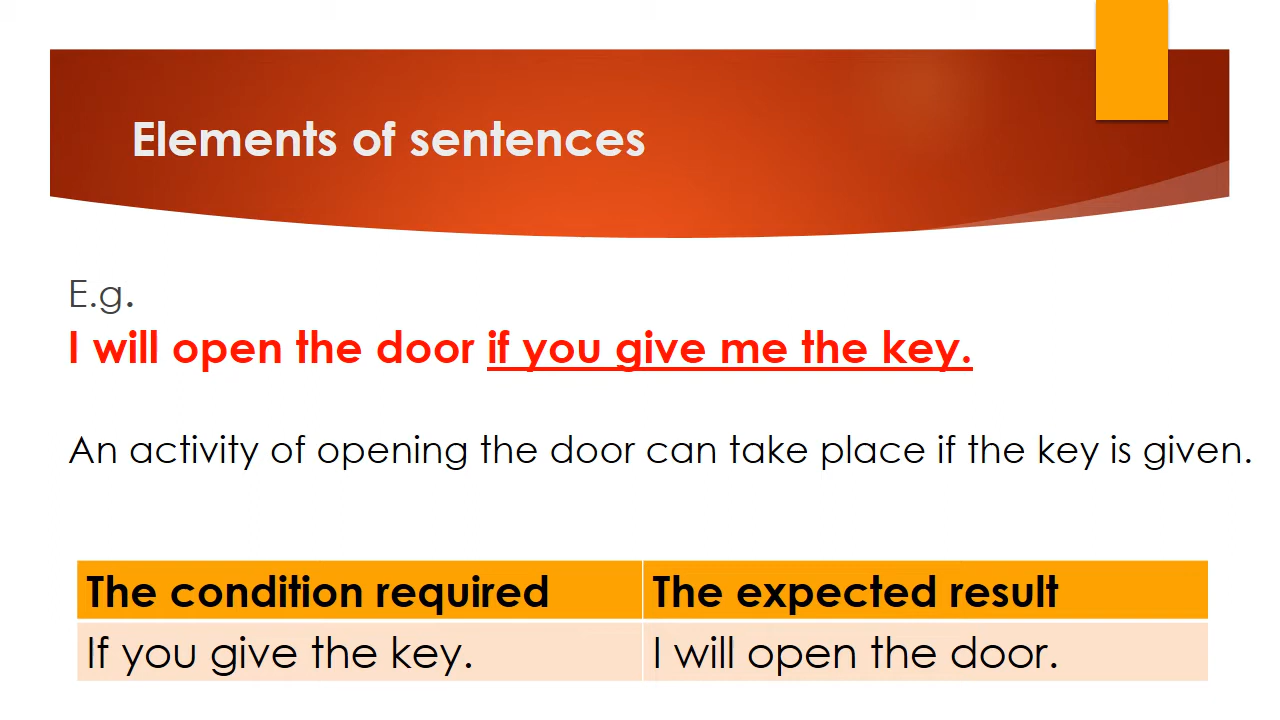 Elements of sentences
E.g.
I will open the door if you give me the key.
An activity of opening the door can take place if the key is given.
The condition required The expected result
If you give the key. I will open the door.